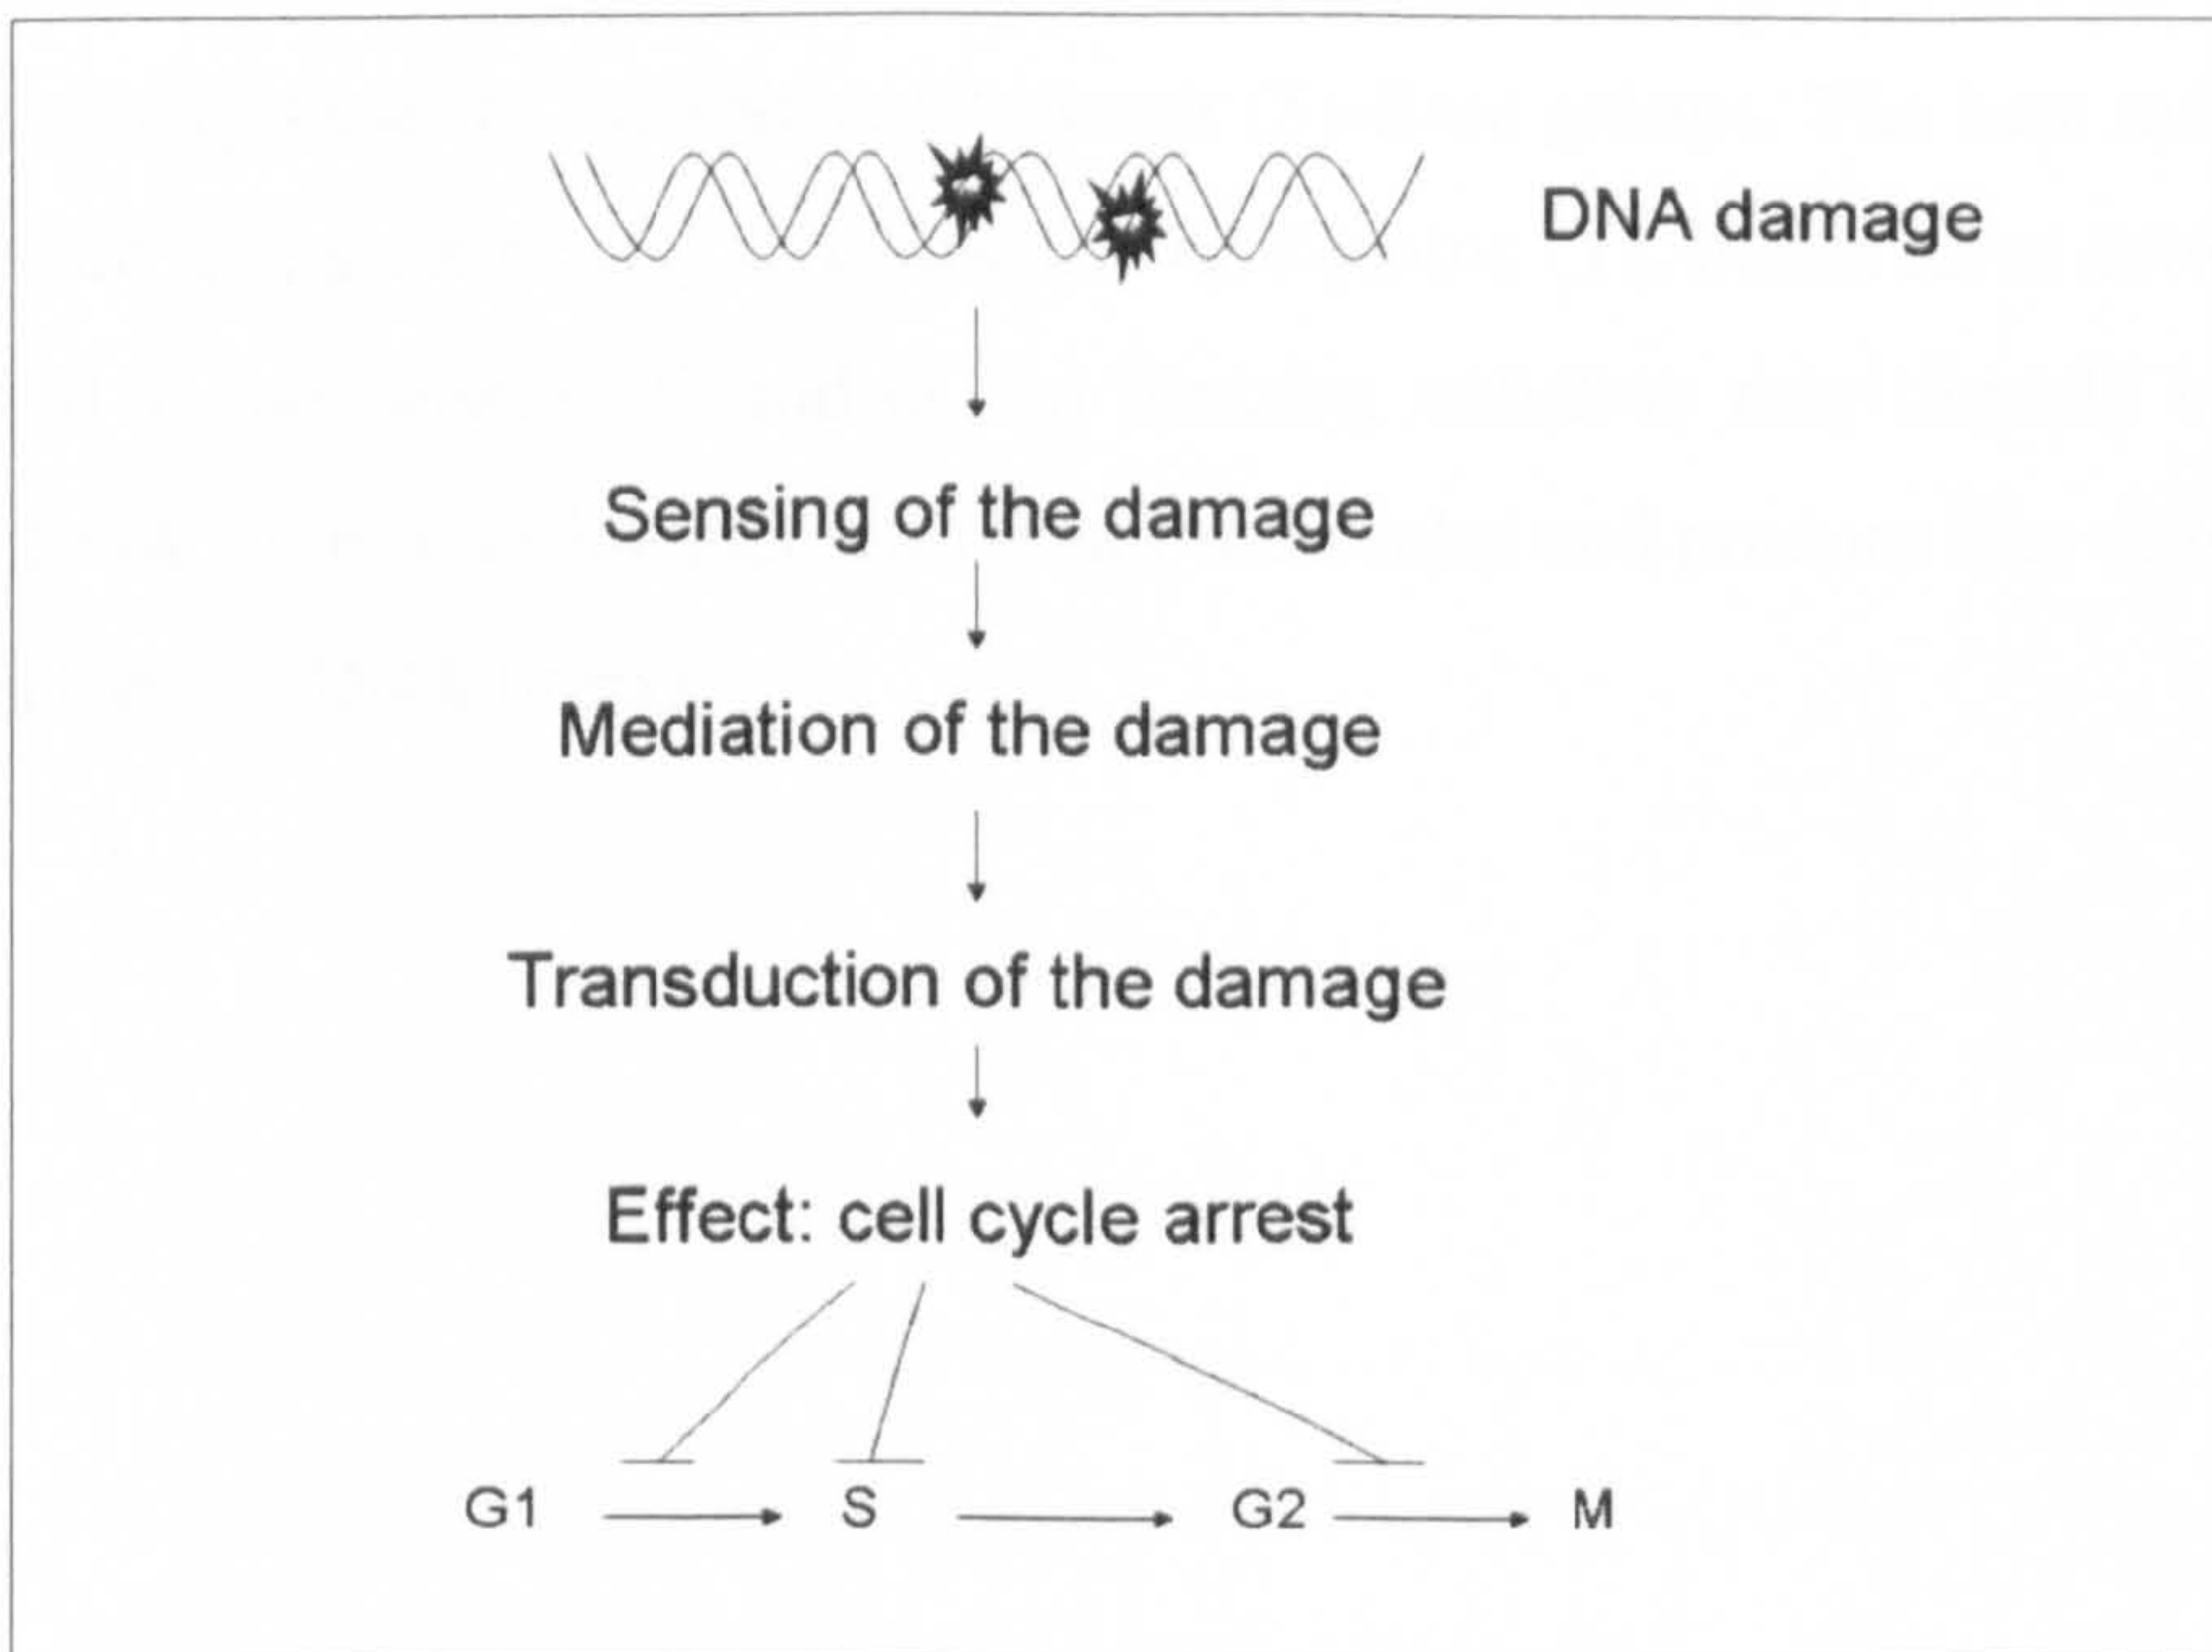 DNA damage
Sensing of the damage
Mediation of the damage
Transduction of the damage
Effect: cell cycle arrest
G1 S G2 M